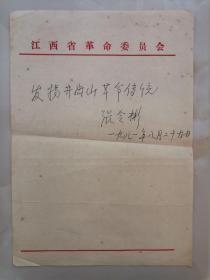 江西省革命委员会
发扬井冈山革命传统
张令彬
一九八一年八月二十九日